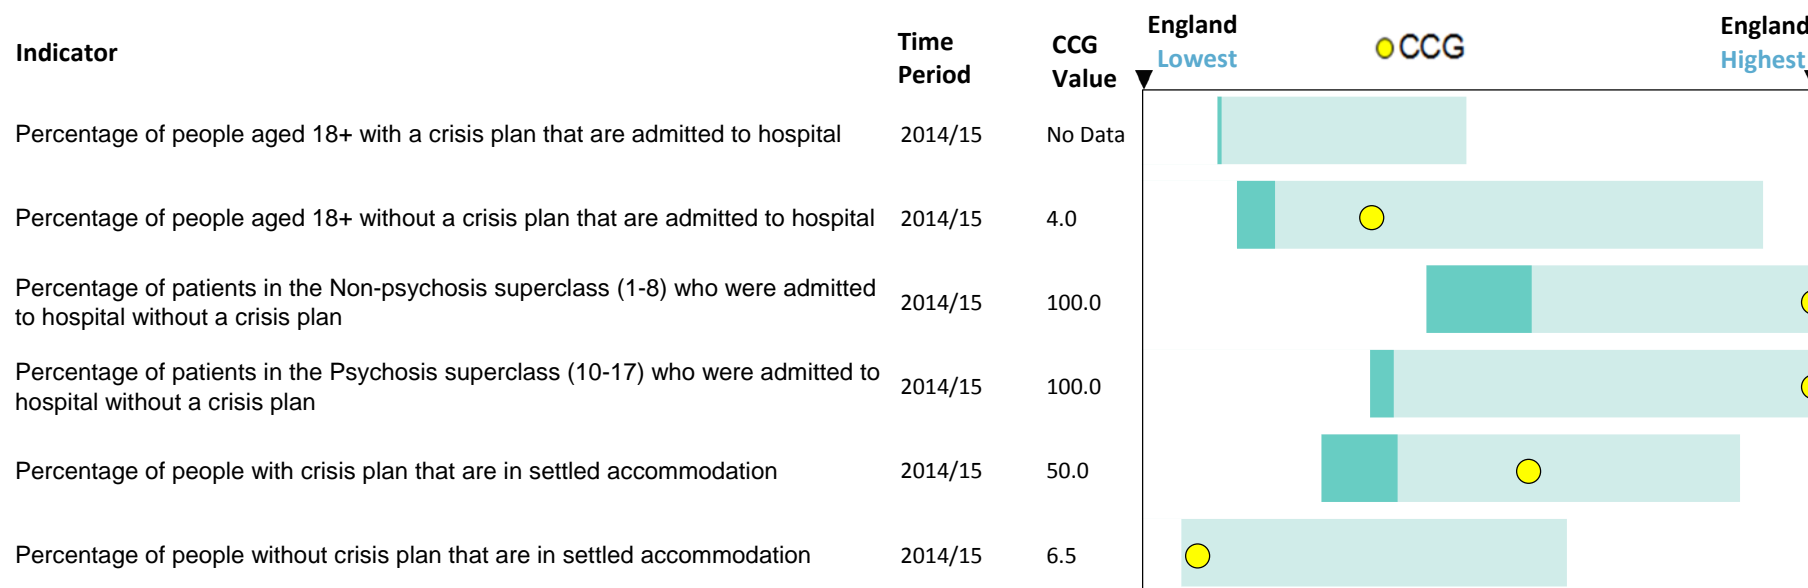 Indicator
Time
Period
CCG
Value
England
Lowest
CCG
England
Highest
Percentage of people aged 18+ with a crisis plan that are admitted to hospital 2014/15 No Data
Percentage of people aged 18+ without a crisis plan that are admitted to hospital 2014/15 4.0
Percentage of patients in the Non-psychosis superclass (1-8) who were admitted
to hospital without a crisis plan 2014/15 100.0
Percentage of patients in the Psychosis superclass (10-17) who were admitted to
hospital without a crisis plan 2014/15 100.0
Percentage of people with crisis plan that are in settled accommodation 2014/15 50.0
Percentage of people without crisis plan that are in settled accommodation 2014/15 6.5